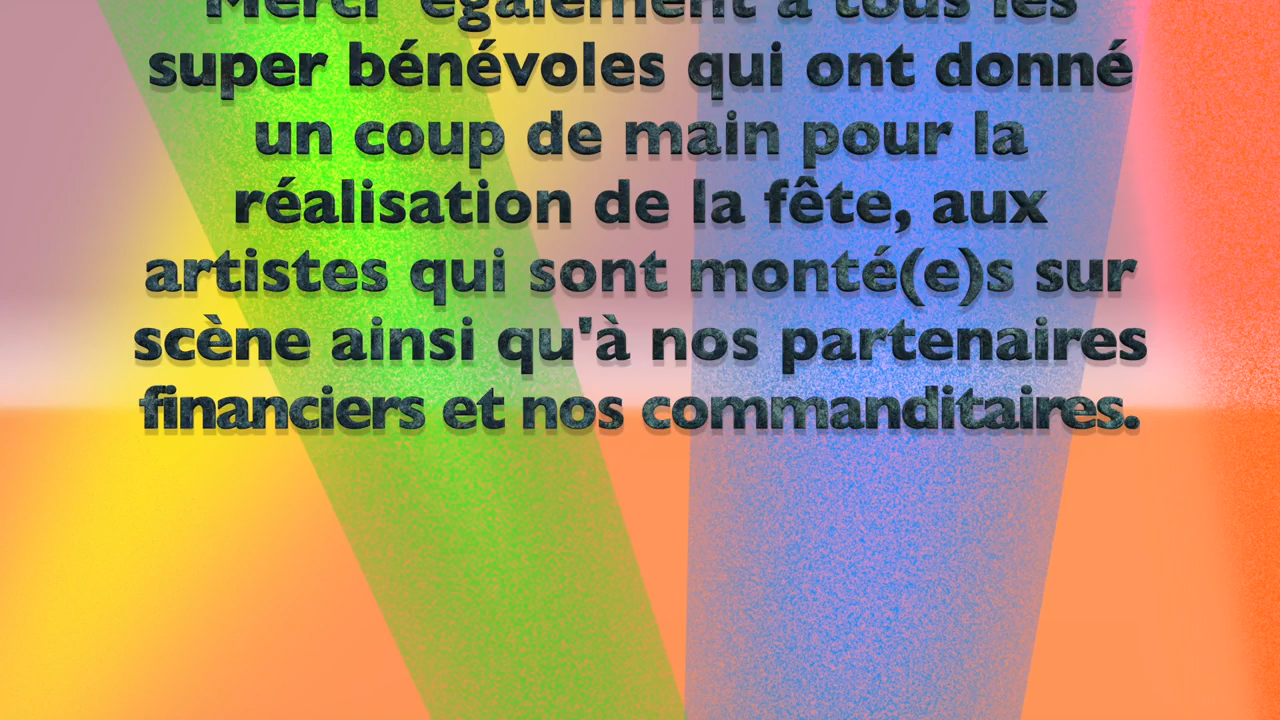 Merci également à tous les
super bénévoles qui ont donné
un coup de main pour la
réalisation de la fête, aux
artistes qui sont monté(e)s sur
scène ainsi qu'à nos partenaires
financiers et nos commanditaires.